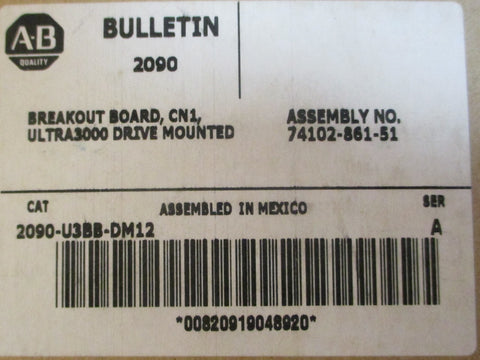 A-B
QUALITY
BULLETIN
2090
BREAKOUT BOARD, CN1,
ULTRA3000 DRIVE MOUNTED
ASSEMBLY NO.
74102-861-51
CAT
ASSEMBLED IN MEXICO
SER
2090-U3BB-DM12
A
*00820919048920*